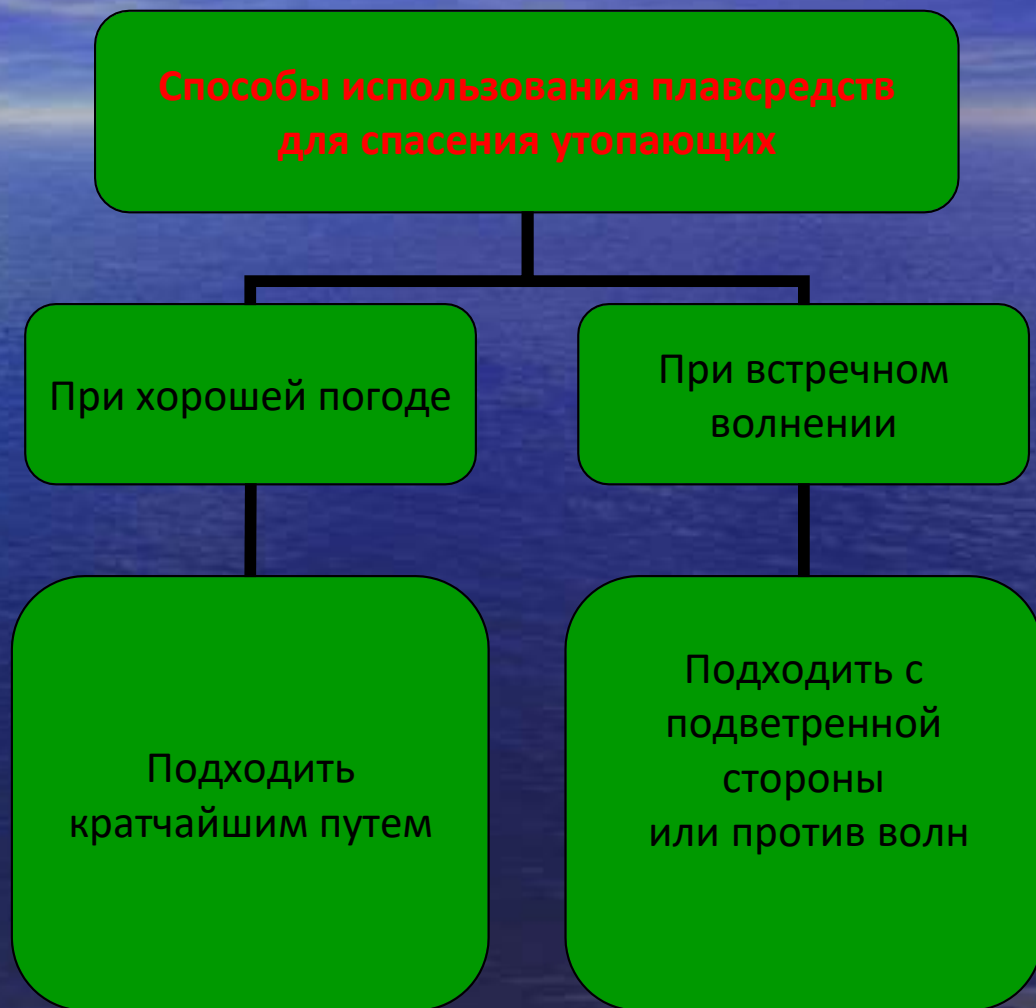 Способы использования плавсредств
для спасения утопающих
При хорошей погоде
При встречном
волнении
Подходить
кратчайшим путем
Подходить с
подветренной
стороны
или против волн